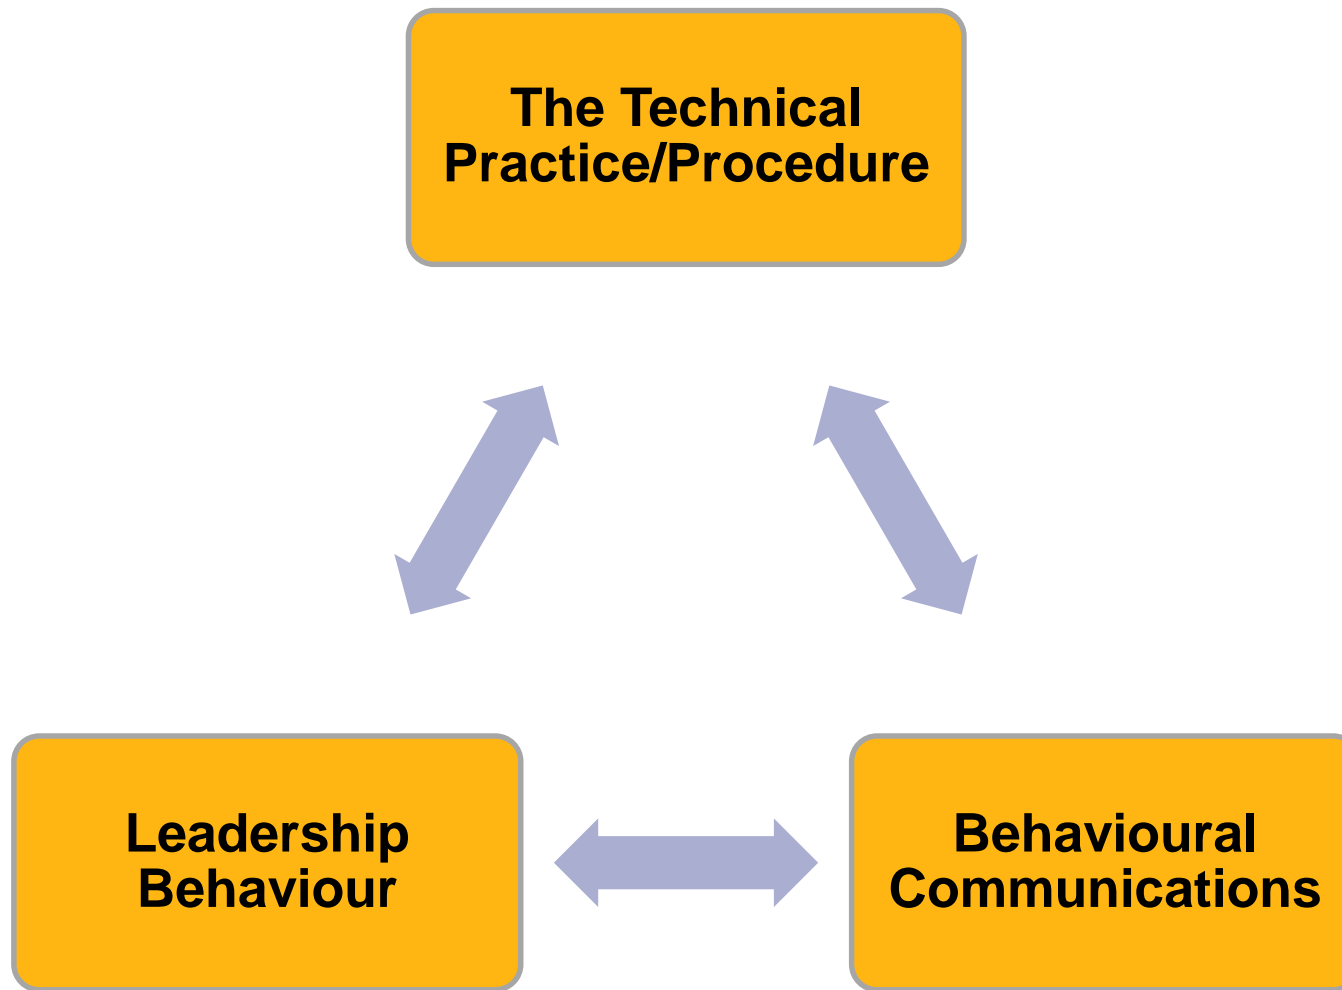 The Technical
Practice/Procedure
Leadership
Behaviour
Behavioural
Communications